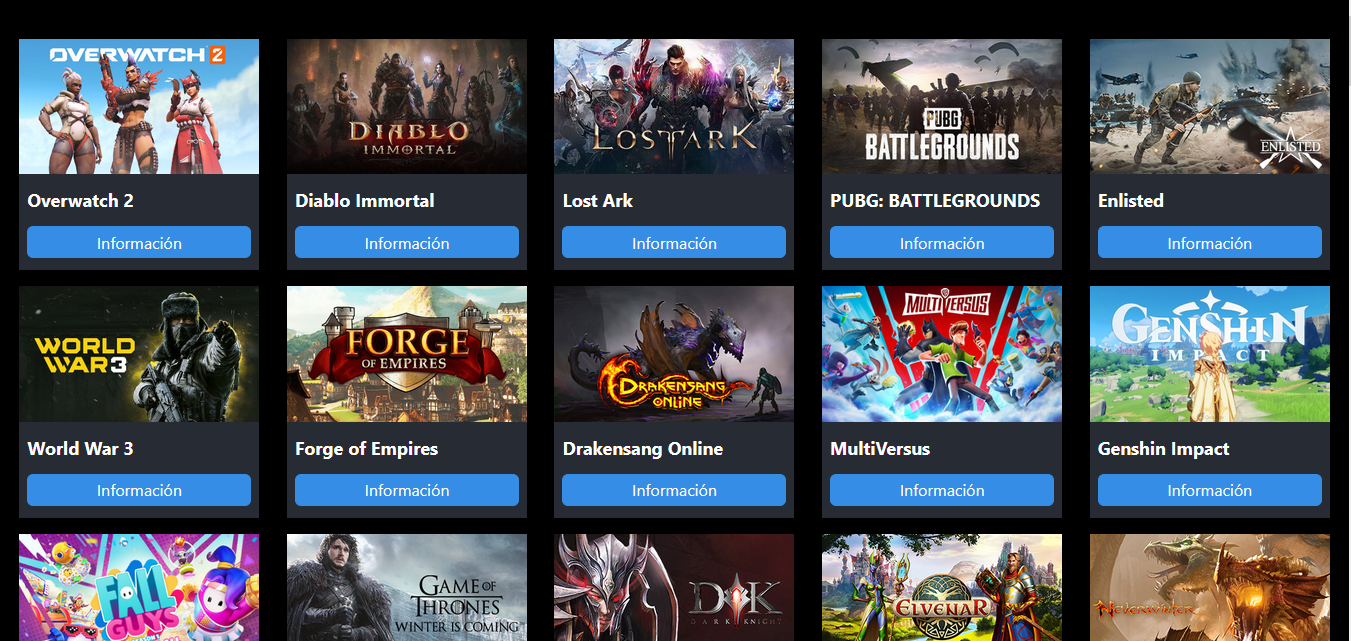 OVERWATCH 2
DIABLO
IMMORTAL
LOST ARK
PUBG
BATTLEGROUNDS
ENLISTED
Overwatch 2
Diablo Immortal
Lost Ark
PUBG: BATTLEGROUNDS
Enlisted
Información
Información
Información
Información
Información
WORLD
WAR3
FORGE
OF EMPIRES
DRAKENSANG
ONLINE
MULTIVERSUS
GENSHIN
IMPACT
World War 3
Forge of Empires
Drakensang Online
MultiVersus
Genshin Impact
Información
Información
Información
Información
Información
FALL
GUYS
GAME OF
THRONES
WINTER IS COMING
DK
DARK KNIGHT
ELVENAR
NEVERWINTER